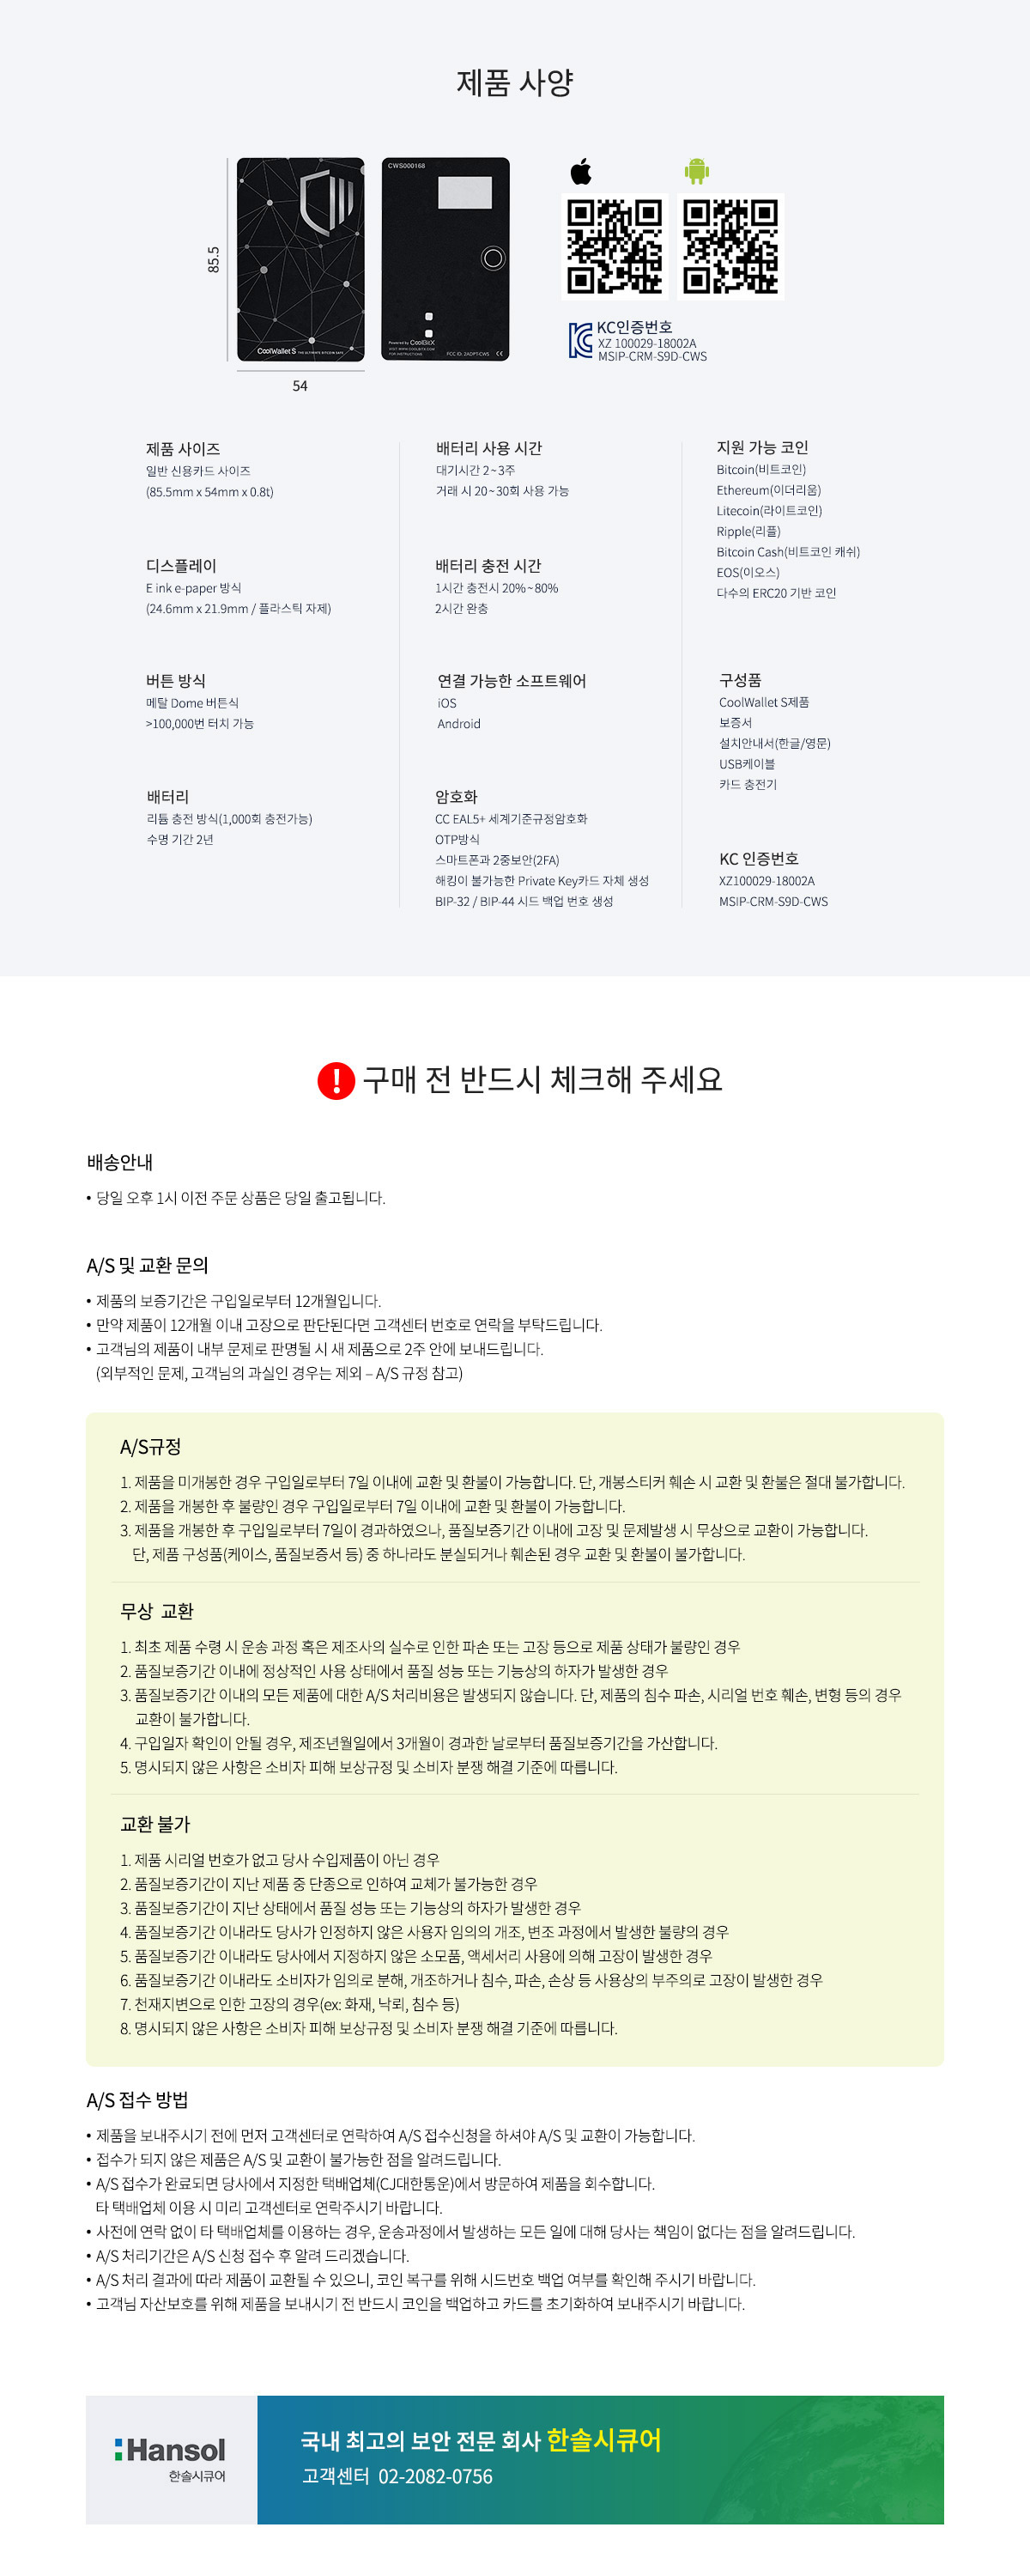 제품 사양
CWS000168
85.5
CoolWallet S THE ULTIMATE BITCOIN SAFE
Powered by CoolBitX
VISIT WWW.COOLBITX.COM
FOR INSTRUCTIONS
FCC ID: 2ADPT-CWS
54
KC인증번호
XZ 100029-18002A
MSIP-CRM-S9D-CWS
제품 사이즈
일반 신용카드 사이즈
(85.5mm x 54mm x 0.8t)
디스플레이
E ink e-paper 방식
(24.6mm x 21.9mm / 플라스틱 자제)
버튼 방식
메탈 Dome 버튼식
>100,000번 터치 가능
배터리
리튬 충전 방식(1,000회 충전가능)
수명 기간 2년
배터리 사용 시간
대기시간 2~3주
거래 시 20~30회 사용 가능
배터리 충전 시간
1시간 충전시 20%~80%
2시간 완충
연결 가능한 소프트웨어
iOS
Android
암호화
CC EAL5+ 세계기준규정암호화
OTP방식
스마트폰과 2중보안(2FA)
해킹이 불가능한 Private Key카드 자체 생성
BIP-32 / BIP-44 시드 백업 번호 생성
지원 가능 코인
Bitcoin(비트코인)
Ethereum(이더리움)
Litecoin(라이트코인)
Ripple(리플)
Bitcoin Cash(비트코인 캐쉬)
EOS(이오스)
다수의 ERC20 기반 코인
구성품
CoolWallet S제품
보증서
설치안내서(한글/영문)
USB케이블
카드 충전기
KC 인증번호
XZ100029-18002A
MSIP-CRM-S9D-CWS
! 구매 전 반드시 체크해 주세요
배송안내
• 당일 오후 1시 이전 주문 상품은 당일 출고됩니다.
A/S 및 교환 문의
• 제품의 보증기간은 구입일로부터 12개월입니다.
• 만약 제품이 12개월 이내 고장으로 판단된다면 고객센터 번호로 연락을 부탁드립니다.
• 고객님의 제품이 내부 문제로 판명될 시 새 제품으로 2주 안에 보내드립니다.
(외부적인 문제, 고객님의 과실인 경우는 제외 – A/S 규정 참고)
A/S규정
1. 제품을 미개봉한 경우 구입일로부터 7일 이내에 교환 및 환불이 가능합니다. 단, 개봉스티커 훼손 시 교환 및 환불은 절대 불가합니다.
2. 제품을 개봉한 후 불량인 경우 구입일로부터 7일 이내에 교환 및 환불이 가능합니다.
3. 제품을 개봉한 후 구입일로부터 7일이 경과하였으나, 품질보증기간 이내에 고장 및 문제발생 시 무상으로 교환이 가능합니다.
단, 제품 구성품(케이스, 품질보증서 등) 중 하나라도 분실되거나 훼손된 경우 교환 및 환불이 불가합니다.
무상 교환
1. 최초 제품 수령 시 운송 과정 혹은 제조사의 실수로 인한 파손 또는 고장 등으로 제품 상태가 불량인 경우
2. 품질보증기간 이내에 정상적인 사용 상태에서 품질 성능 또는 기능상의 하자가 발생한 경우
3. 품질보증기간 이내의 모든 제품에 대한 A/S 처리비용은 발생되지 않습니다. 단, 제품의 침수 파손, 시리얼 번호 훼손, 변형 등의 경우
교환이 불가합니다.
4. 구입일자 확인이 안될 경우, 제조년월일에서 3개월이 경과한 날로부터 품질보증기간을 가산합니다.
5. 명시되지 않은 사항은 소비자 피해 보상규정 및 소비자 분쟁 해결 기준에 따릅니다.
교환 불가
1. 제품 시리얼 번호가 없고 당사 수입제품이 아닌 경우
2. 품질보증기간이 지난 제품 중 단종으로 인하여 교체가 불가능한 경우
3. 품질보증기간이 지난 상태에서 품질 성능 또는 기능상의 하자가 발생한 경우
4. 품질보증기간 이내라도 당사가 인정하지 않은 사용자 임의의 개조, 변조 과정에서 발생한 불량의 경우
5. 품질보증기간 이내라도 당사에서 지정하지 않은 소모품, 액세서리 사용에 의해 고장이 발생한 경우
6. 품질보증기간 이내라도 소비자가 임의로 분해, 개조하거나 침수, 파손, 손상 등 사용상의 부주의로 고장이 발생한 경우
7. 천재지변으로 인한 고장의 경우(ex: 화재, 낙뢰, 침수 등)
8. 명시되지 않은 사항은 소비자 피해 보상규정 및 소비자 분쟁 해결 기준에 따릅니다.
A/S 접수 방법
• 제품을 보내주시기 전에 먼저 고객센터로 연락하여 A/S 접수신청을 하셔야 A/S 및 교환이 가능합니다.
• 접수가 되지 않은 제품은 A/S 및 교환이 불가능한 점을 알려드립니다.
• A/S 접수가 완료되면 당사에서 지정한 택배업체(CJ대한통운)에서 방문하여 제품을 회수합니다.
타 택배업체 이용 시 미리 고객센터로 연락주시기 바랍니다.
• 사전에 연락 없이 타 택배업체를 이용하는 경우, 운송과정에서 발생하는 모든 일에 대해 당사는 책임이 없다는 점을 알려드립니다.
• A/S 처리기간은 A/S 신청 접수 후 알려 드리겠습니다.
• A/S 처리 결과에 따라 제품이 교환될 수 있으니, 코인 복구를 위해 시드번호 백업 여부를 확인해 주시기 바랍니다.
• 고객님 자산보호를 위해 제품을 보내시기 전 반드시 코인을 백업하고 카드를 초기화하여 보내주시기 바랍니다.
Hansol
한솔시큐어
국내 최고의 보안 전문 회사 한솔시큐어
고객센터 02-2082-0756